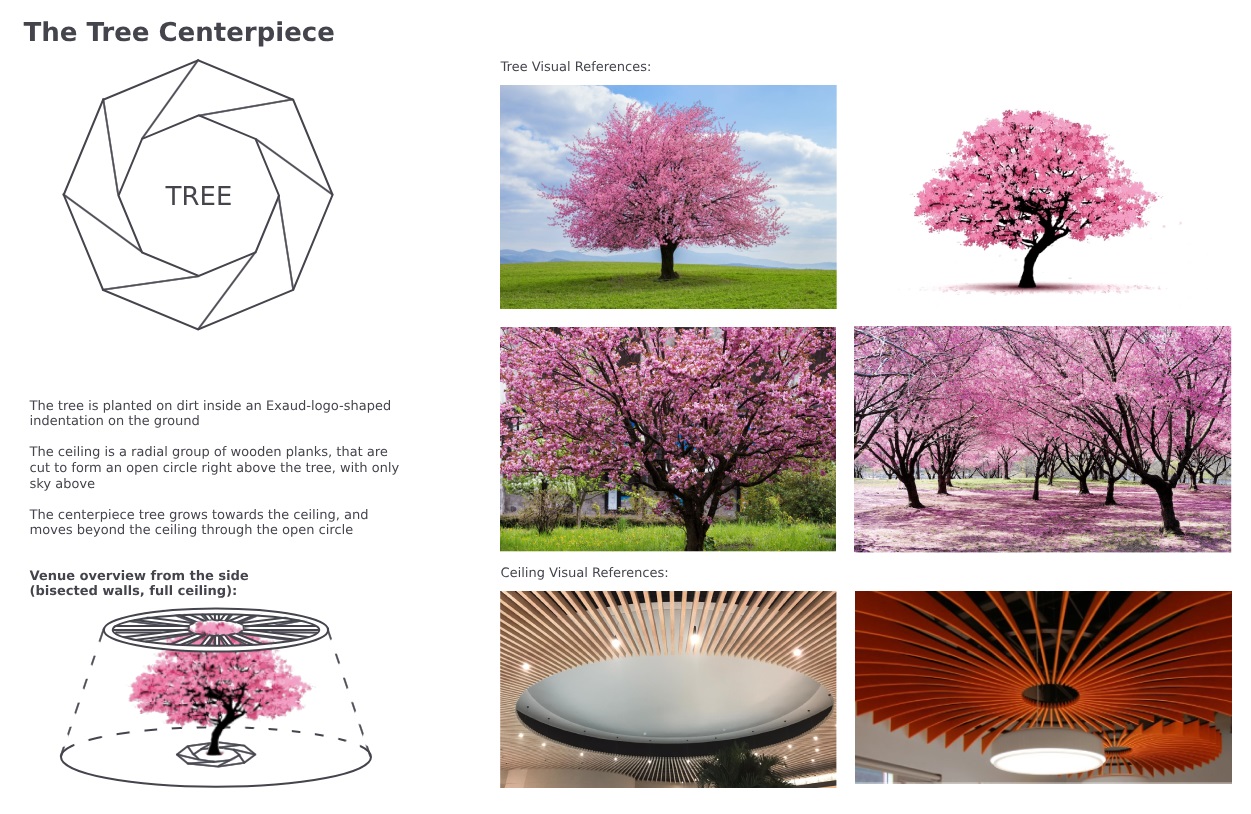 The Tree Centerpiece
TREE
The tree is planted on dirt inside an Exaud-logo-shaped
indentation on the ground
The ceiling is a radial group of wooden planks, that are
cut to form an open circle right above the tree, with only
sky above
The centerpiece tree grows towards the ceiling, and
moves beyond the ceiling through the open circle
Venue overview from the side
(bisected walls, full ceiling):
Tree Visual References:
Ceiling Visual References: